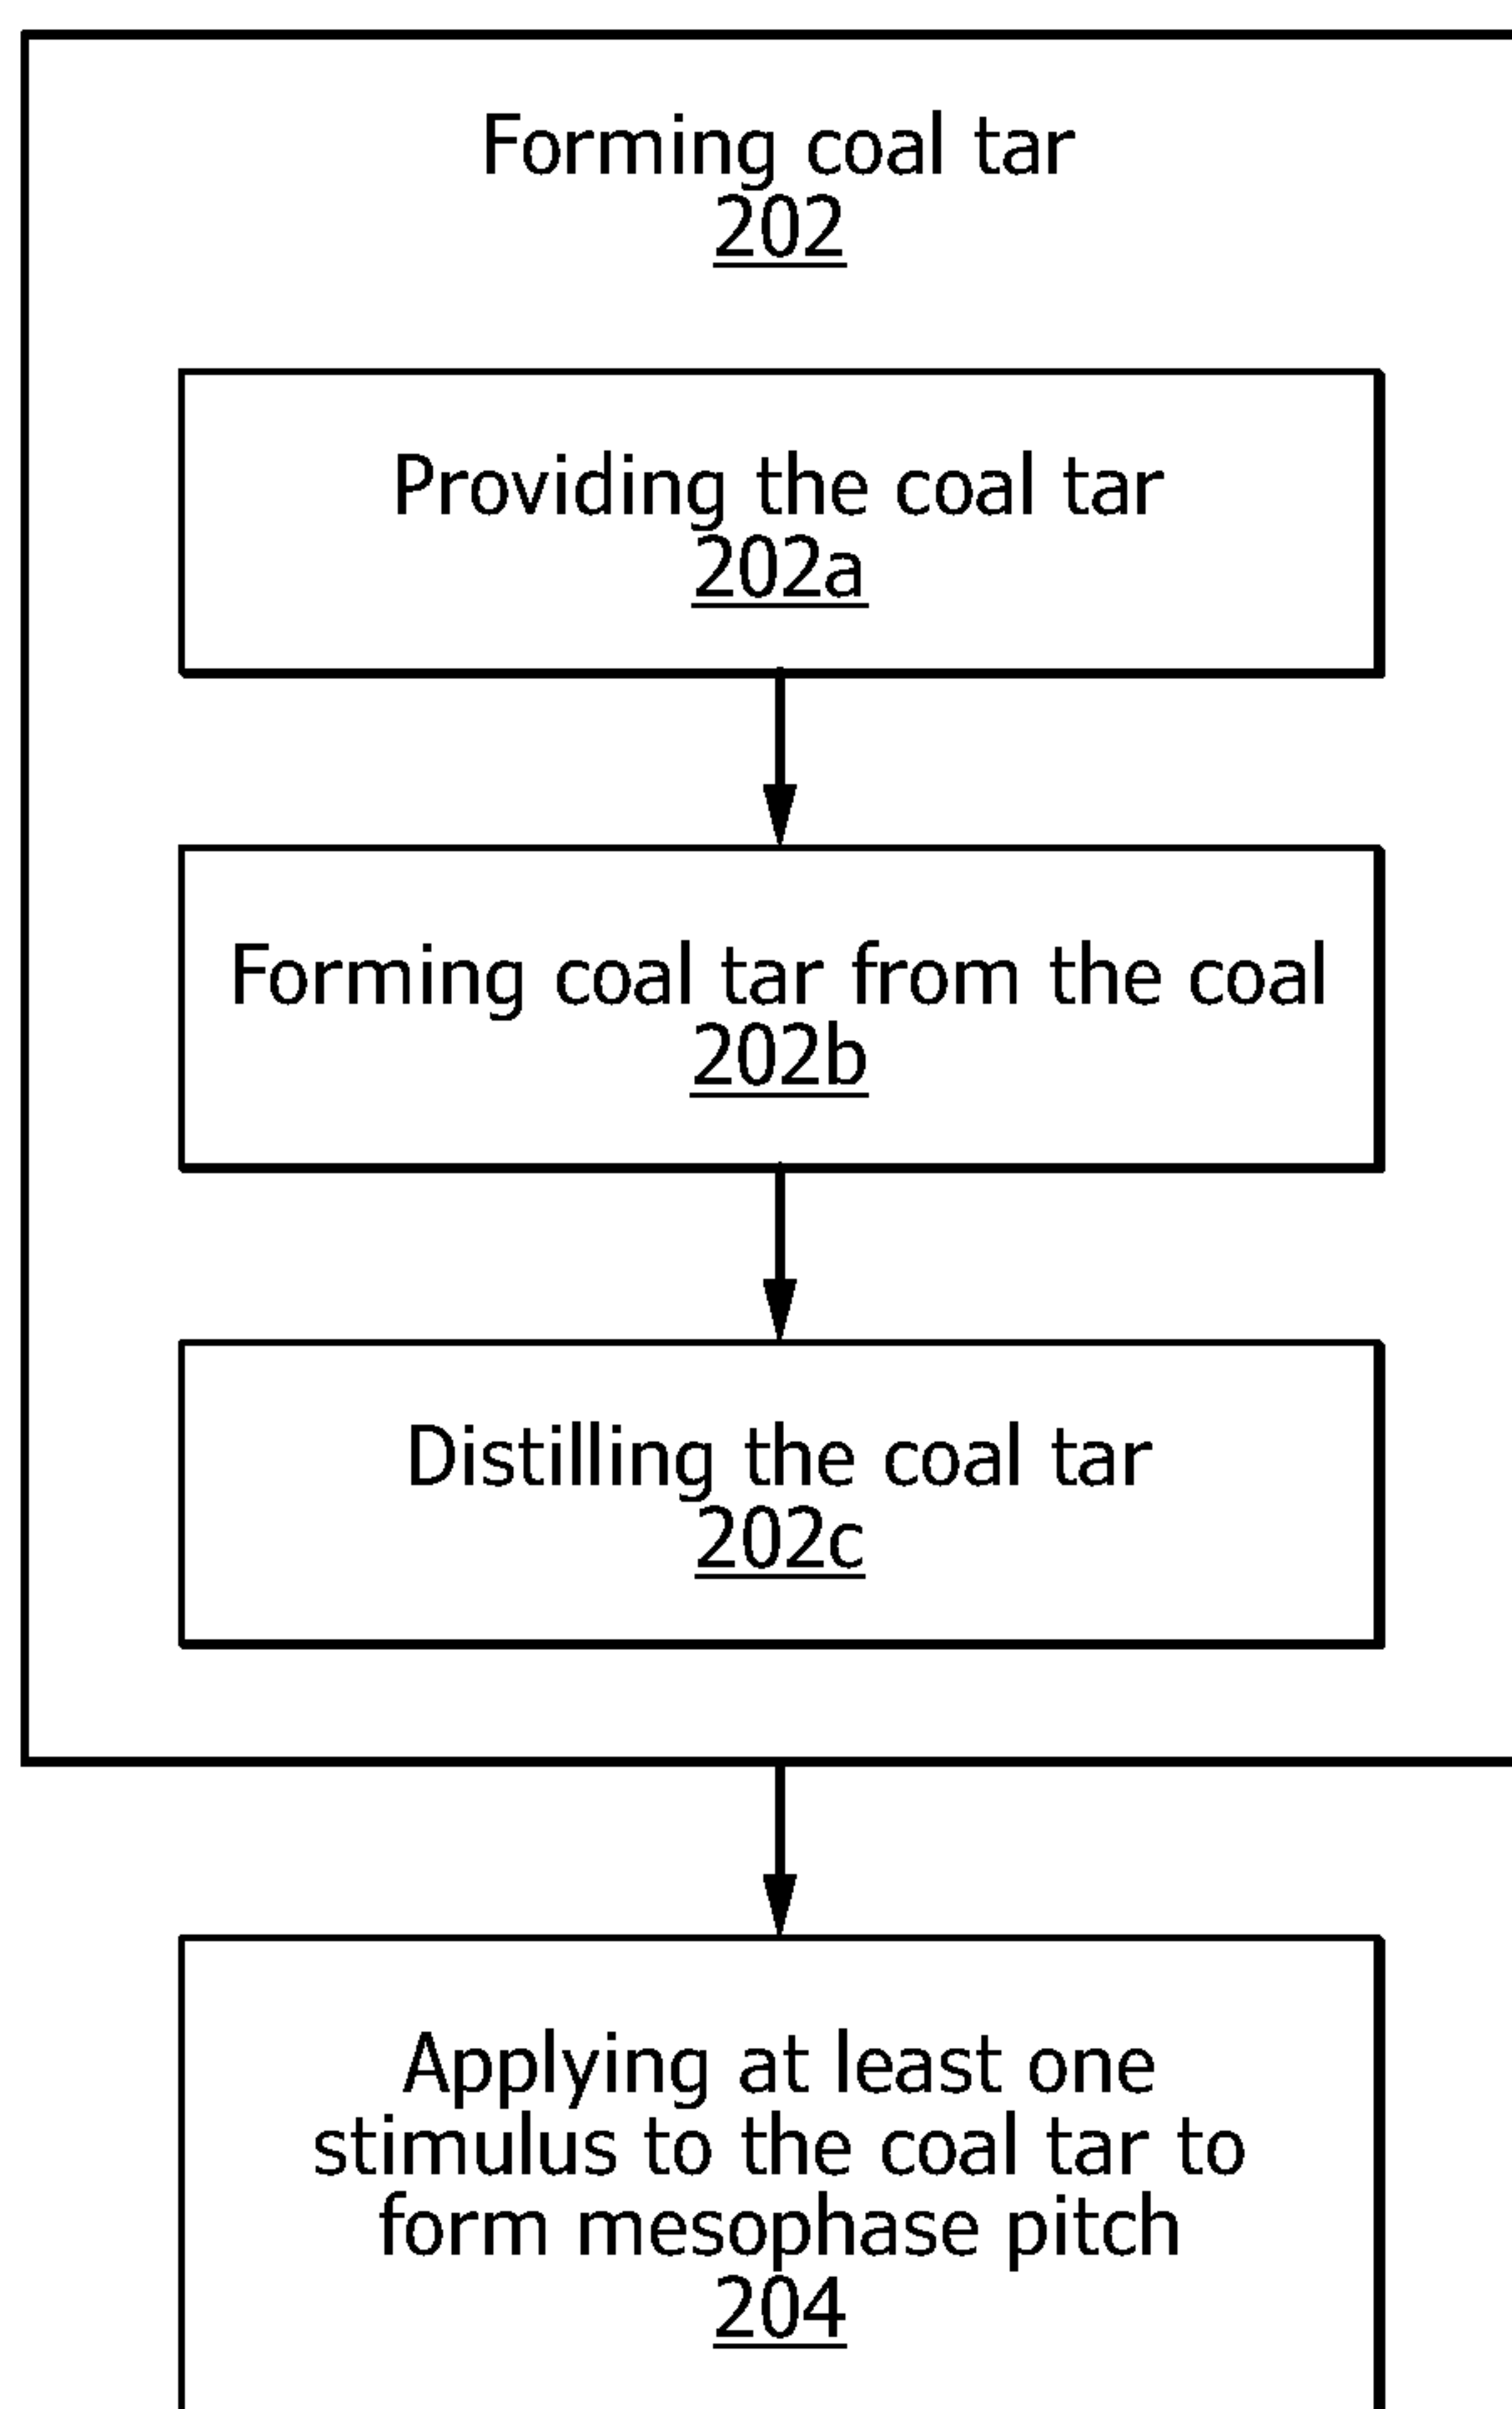 Forming coal tar
202
Providing the coal tar
202a
Forming coal tar from the coal
202b
Distilling the coal tar
202c
Applying at least one
stimulus to the coal tar to
form mesophase pitch
204